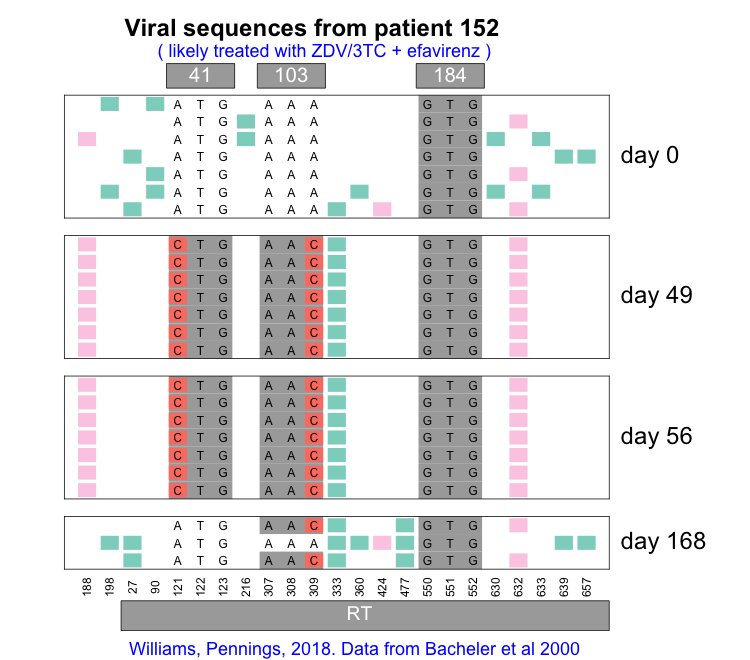 Viral sequences from patient 152
( likely treated with ZDV/3TC + efavirenz )
41 103 184
A T G A A A G T G
A T G A A A G T G
A T G A A A G T G
A T G A A A G T G
A T G A A A G T G
A T G A A A G T G
A T G A A A G T G
day 0
C T G A A C G T G
C T G A A C G T G
C T G A A C G T G
C T G A A C G T G
C T G A A C G T G
C T G A A C G T G
C T G A A C G T G
day 49
C T G A A C G T G
C T G A A C G T G
C T G A A C G T G
C T G A A C G T G
C T G A A C G T G
C T G A A C G T G
C T G A A C G T G
day 56
A T G A A C G T G
A T G A A A G T G
A T G A A C G T G
day 168
188 198 27 90 121 122 123 216 307 308 309 333 360 424 477 550 551 552 630 632 633 639 657
RT
Williams, Pennings, 2018. Data from Bacheler et al 2000